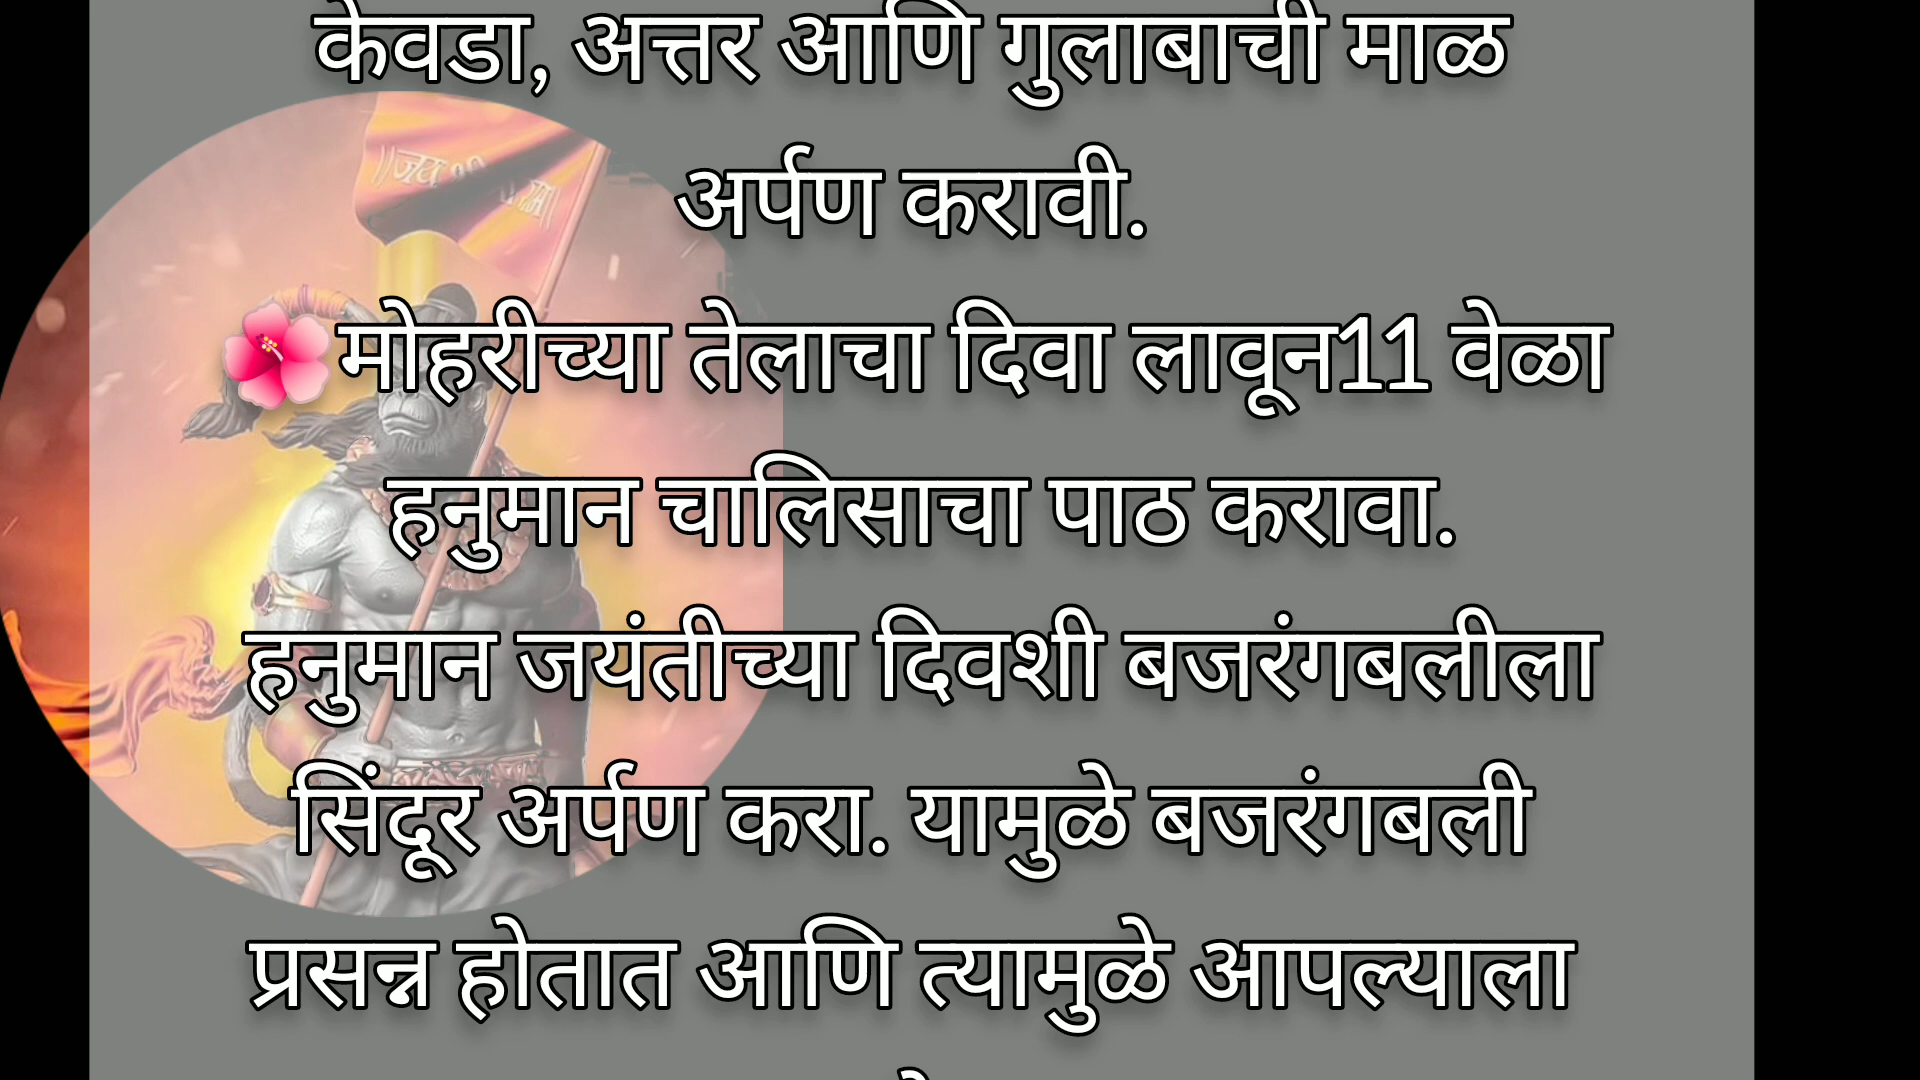 केवडा, अत्तर आणि गुलाबाची माळ
अर्पण करावी.
🌺मोहरीच्या तेलाचा दिवा लावून11 वेळा
हनुमान चालिसाचा पाठ करावा.
हनुमान जयंतीच्या दिवशी बजरंगबलीला
सिंदूर अर्पण करा. यामुळे बजरंगबली
प्रसन्न होतात आणि त्यामुळे आपल्याला